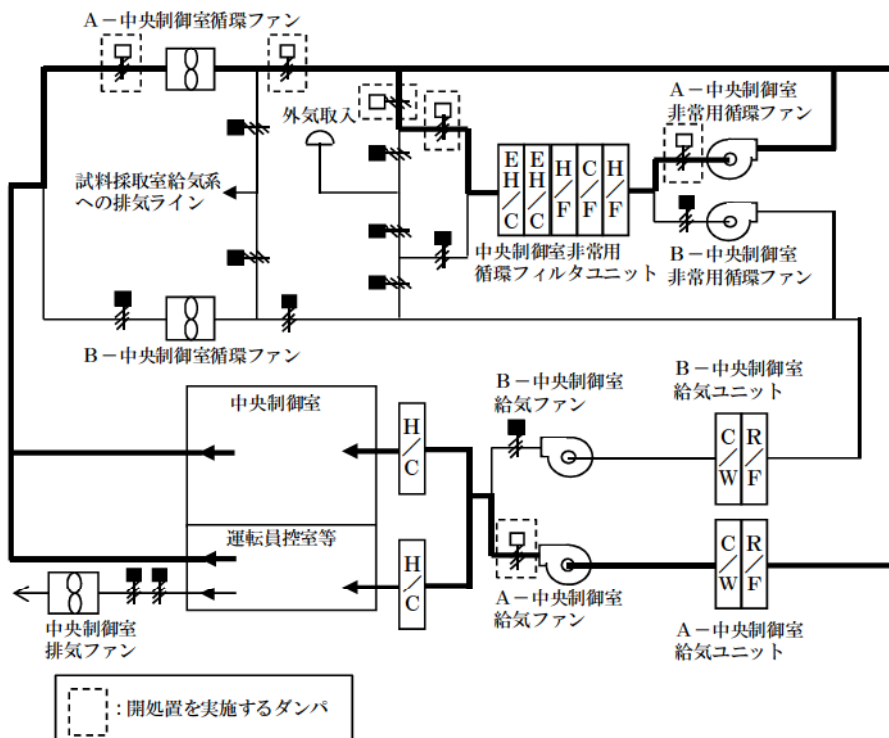 A－中央制御室循環ファン
外気取入
A－中央制御室
非常用循環ファン
試料採取室給気系
への排気ライン
EH/C
EH/C
H/F
C/F
H/F
中央制御室非常用
循環フィルタユニット
B－中央制御室
非常用循環ファン
B－中央制御室循環ファン
中央制御室
H/C
B－中央制御室
給気ファン
B－中央制御室
給気ユニット
C/W
R/F
運転員控室等
H/C
C/W
R/F
中央制御室
排気ファン
A－中央制御室
給気ファン
A－中央制御室
給気ユニット
：開処置を実施するダンパ